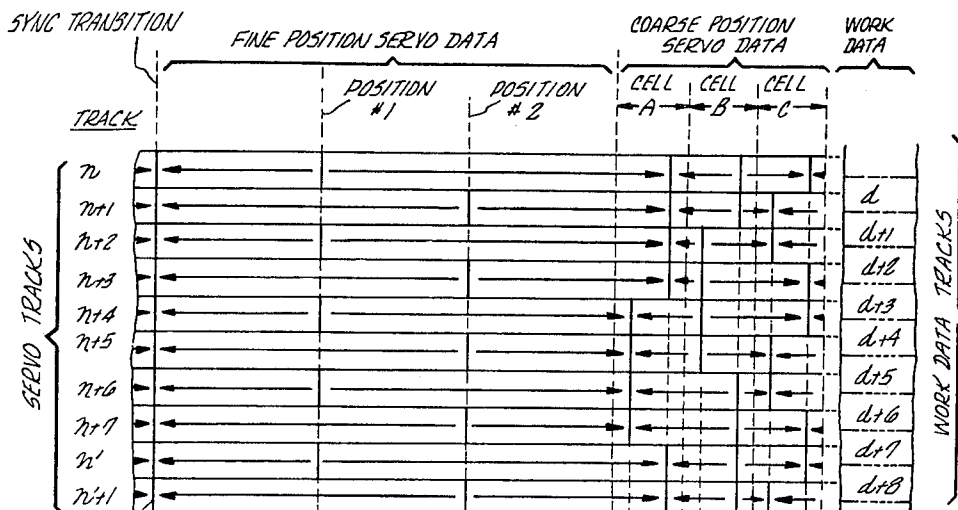 SYNC TRANSITION
FINE POSITION SERVO DATA
COARSE POSITION
SERVO DATA
WORK
DATA
POSITION
#1
POSITION
#2
CELL
A
CELL
B
CELL
C
TRACK
SERVO TRACKS
n
n+1
n+2
n+3
n+4
n+5
n+6
n+7
n'
n'+1
d
d+1
d+2
d+3
d+4
d+5
d+6
d+7
d+8
WORK DATA TRACKS